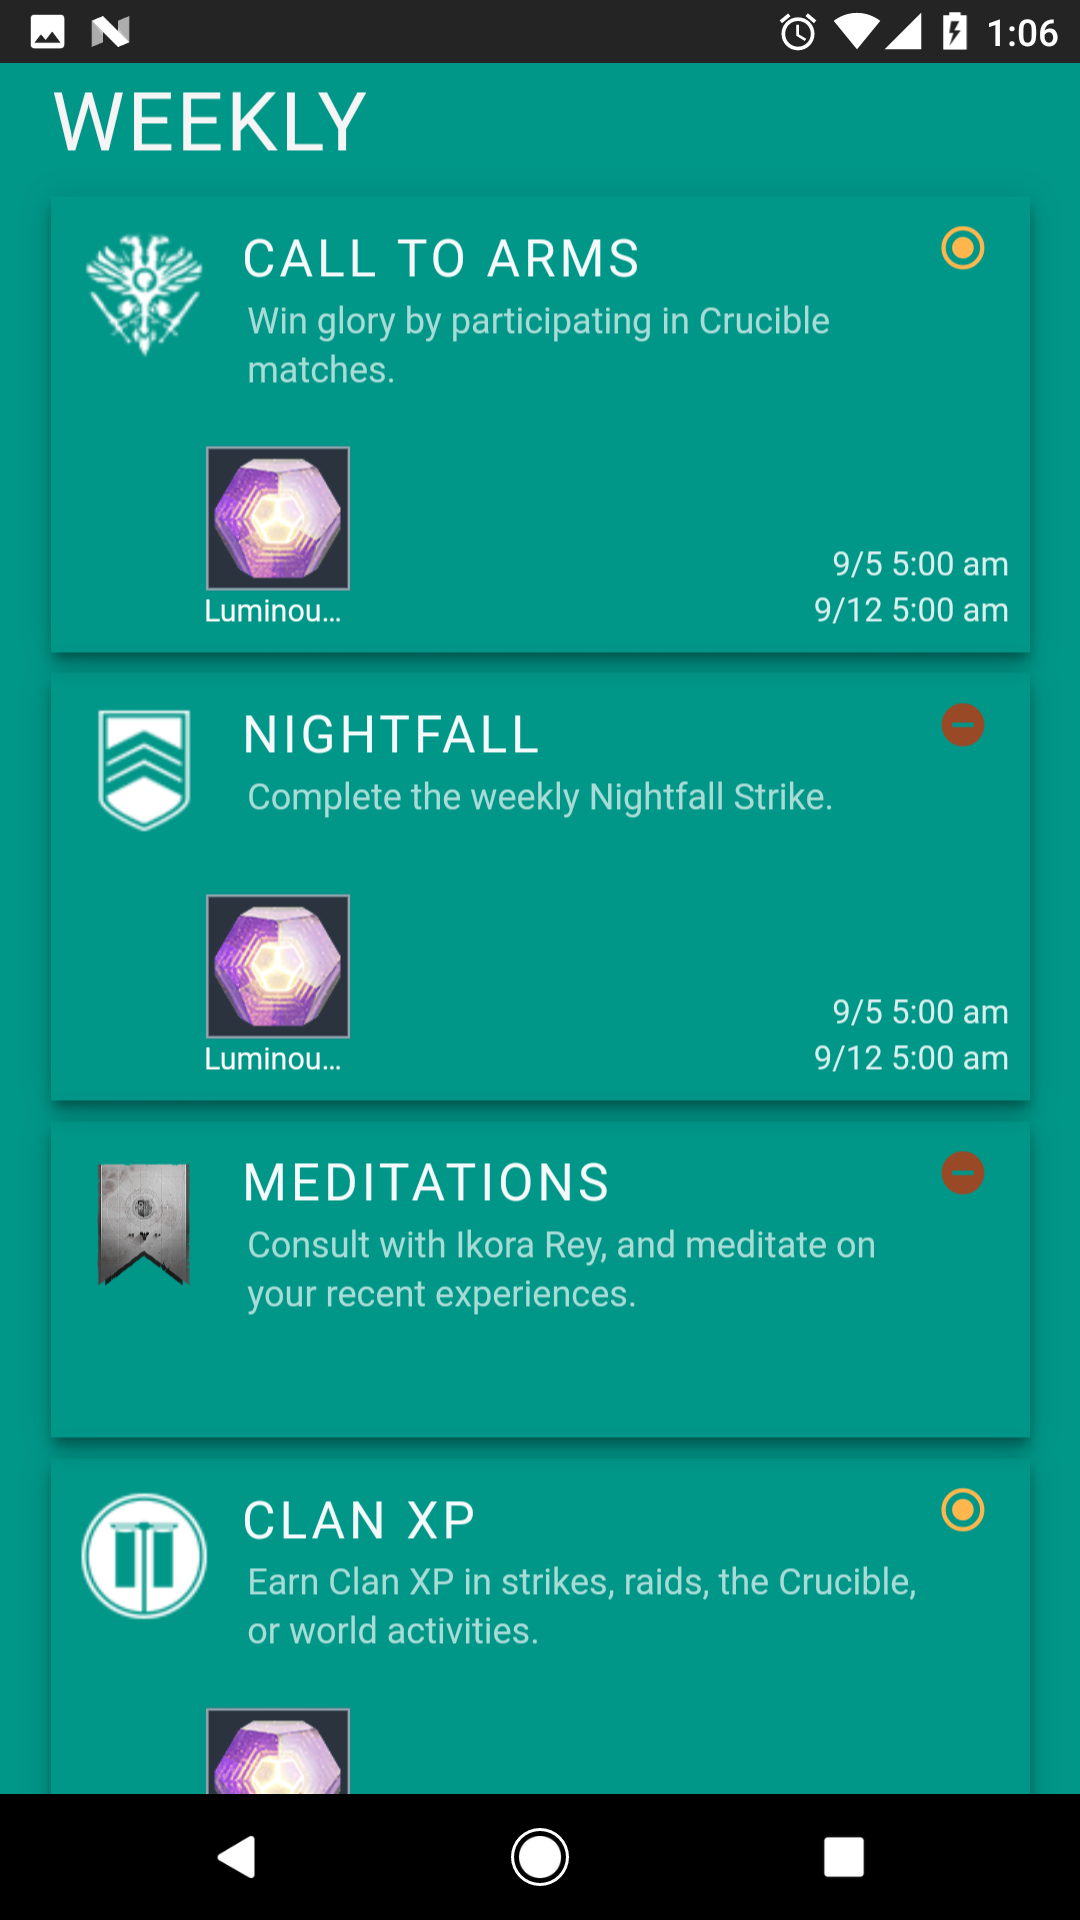 1:06
WEEKLY
CALL TO ARMS
Win glory by participating in Crucible
matches.
Luminou...
9/5 5:00 am
9/12 5:00 am
NIGHTFALL
Complete the weekly Nightfall Strike.
Luminou...
9/5 5:00 am
9/12 5:00 am
MEDITATIONS
Consult with Ikora Rey, and meditate on
your recent experiences.
CLAN XP
Earn Clan XP in strikes, raids, the Crucible,
or world activities.